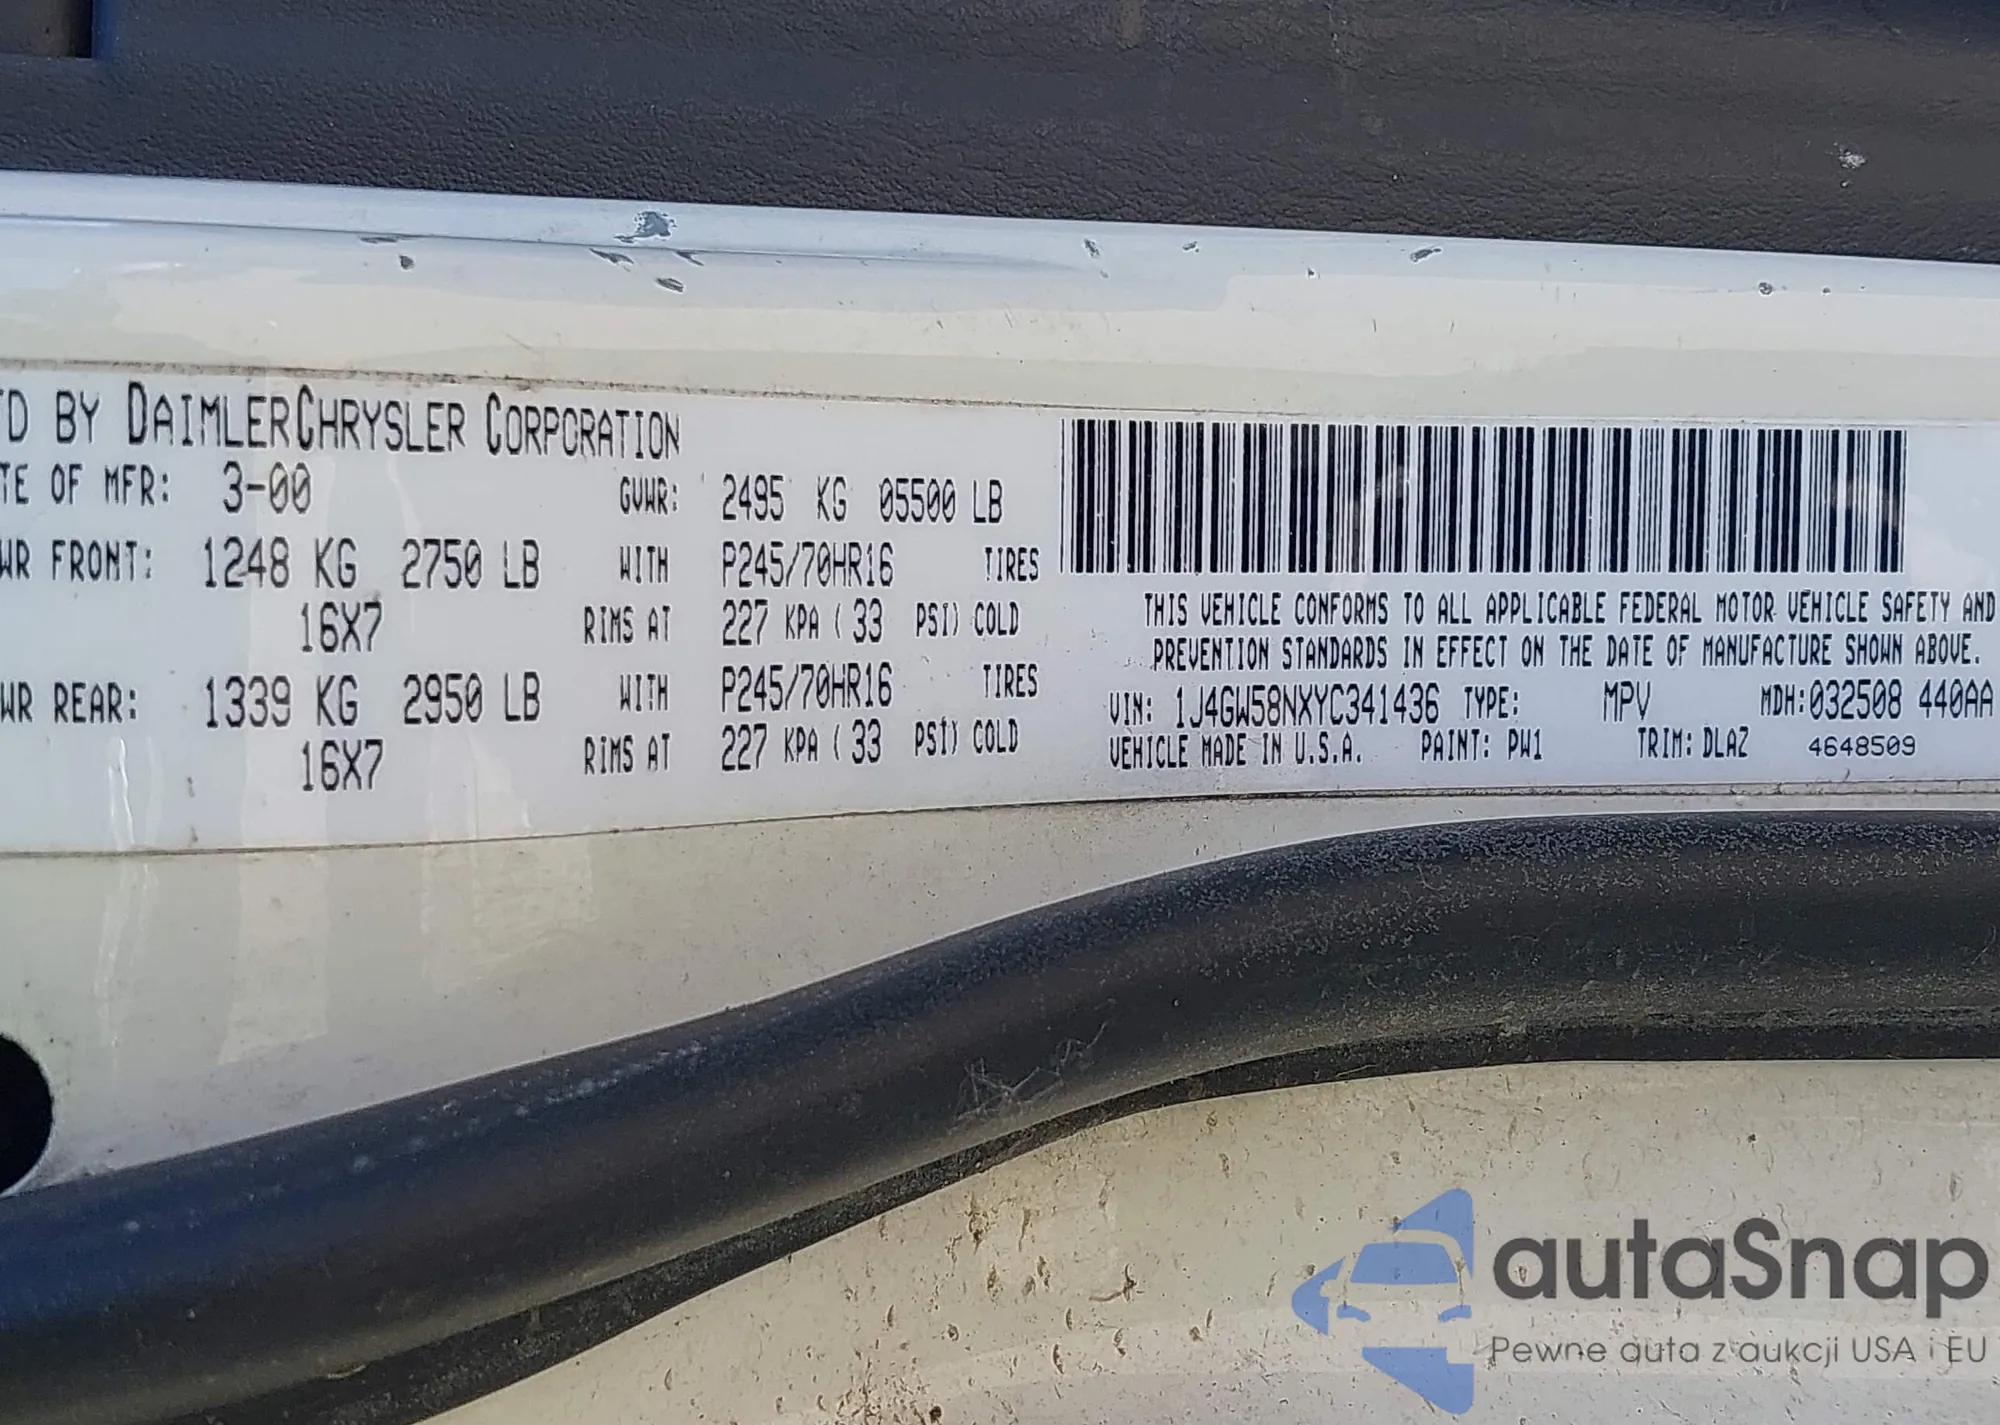 TD BY DAIMLERCHRYSLER CORPORATION
TE OF MFR: 3-00 GVWR: 2495 KG 05500 LB
WR FRONT: 1248 KG 2750 LB WITH P245/70HR16 TIRES
16X7 RIMS AT 227 KPA ( 33 PSI) COLD
WR REAR: 1339 KG 2950 LB WITH P245/70HR16 TIRES
16X7 RIMS AT 227 KPA ( 33 PSI) COLD
THIS VEHICLE CONFORMS TO ALL APPLICABLE FEDERAL MOTOR VEHICLE SAFETY AND
PREVENTION STANDARDS IN EFFECT ON THE DATE OF MANUFACTURE SHOWN ABOVE.
VIN: 1J4GW58NXYC341436 TYPE: MPV MDH:032508 440AA
VEHICLE MADE IN U.S.A. PAINT: PW1 TRIM: DLAZ 4648509
autaSnap
Pewne auta z aukcji USA i EU